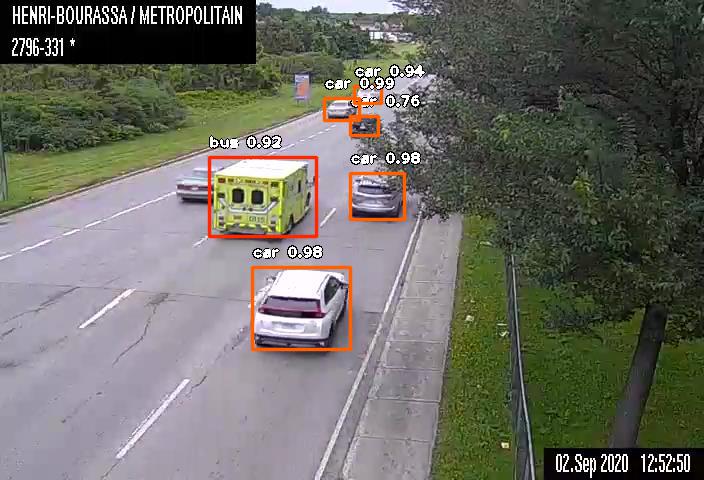 HENRI-BOURASSA / METROPOLITAIN
2796-331 *
car 0.94
car 0.99
car 0.76
bus 0.92
car 0.98
car 0.98
02.Sep 2020 12:52:50